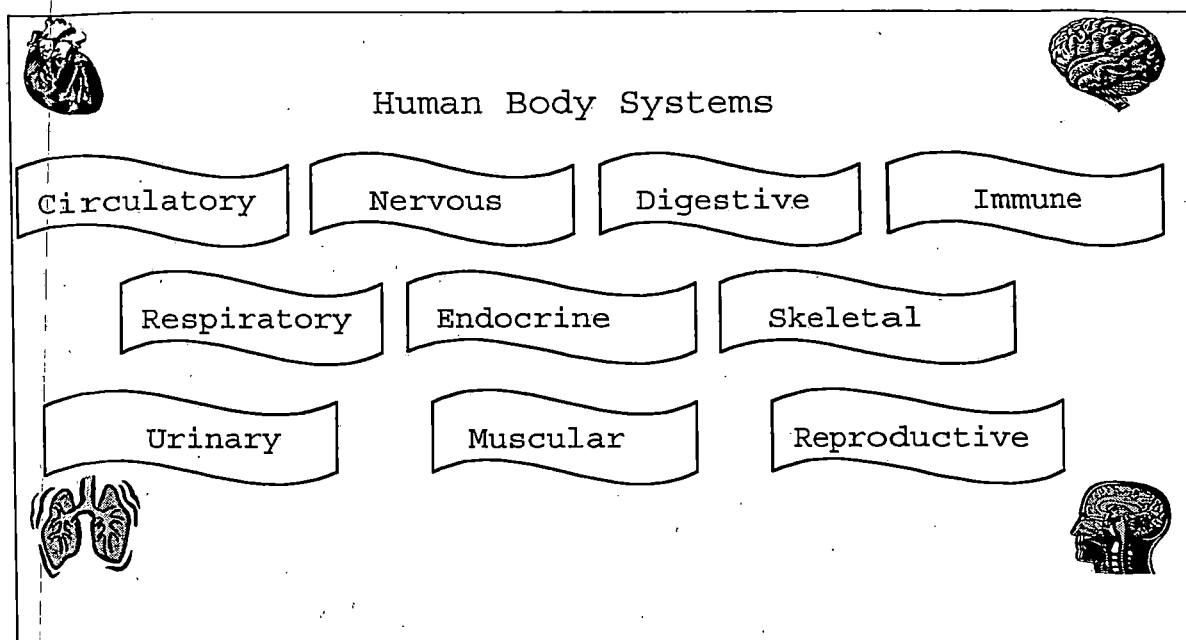 Human Body Systems
Circulatory Nervous Digestive Immune
Respiratory Endocrine Skeletal
Urinary Muscular Reproductive